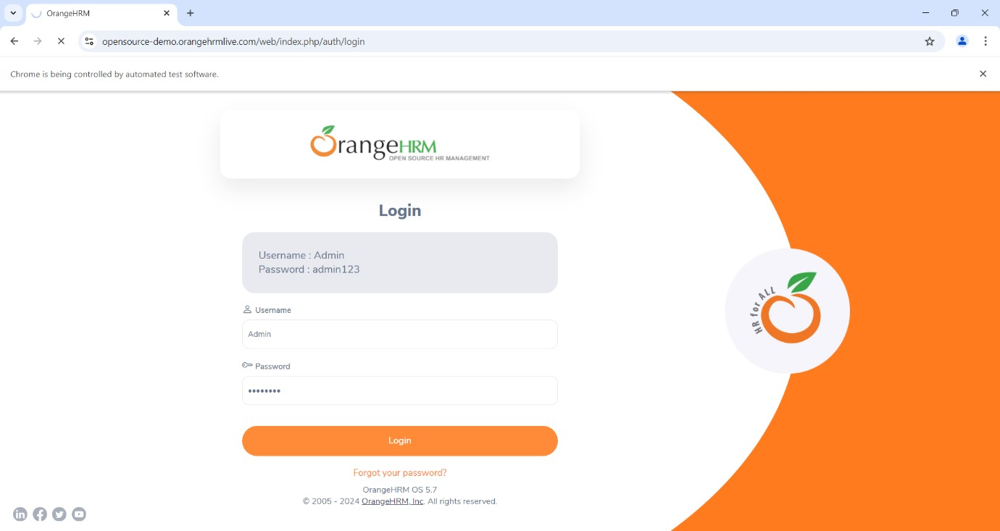 OrangeHRM
opensource-demo.orangehrmlive.com/web/index.php/auth/login
Chrome is being controlled by automated test software.
OrangeHRM
OPEN SOURCE HR MANAGEMENT
Login
Username : Admin
Password : admin123
Username
Admin
Password
••••••••
Login
Forgot your password?
OrangeHRM OS 5.7
© 2005 - 2024 OrangeHRM, Inc. All rights reserved.
HR for ALL